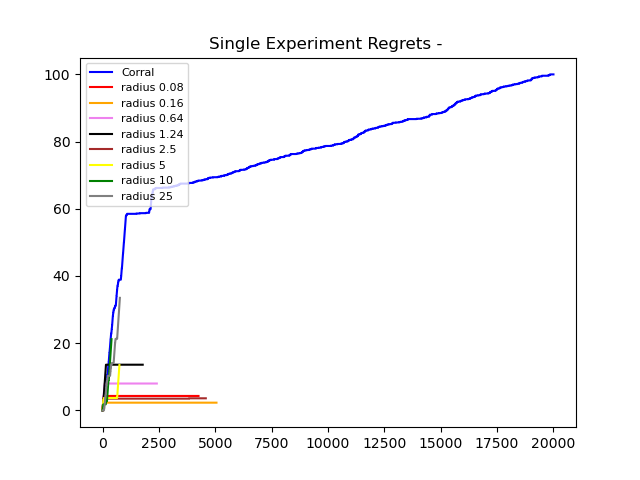 Single Experiment Regrets -
100
80
60
40
20
0
Corral
radius 0.08
radius 0.16
radius 0.64
radius 1.24
radius 2.5
radius 5
radius 10
radius 25
0 2500 5000 7500 10000 12500 15000 17500 20000